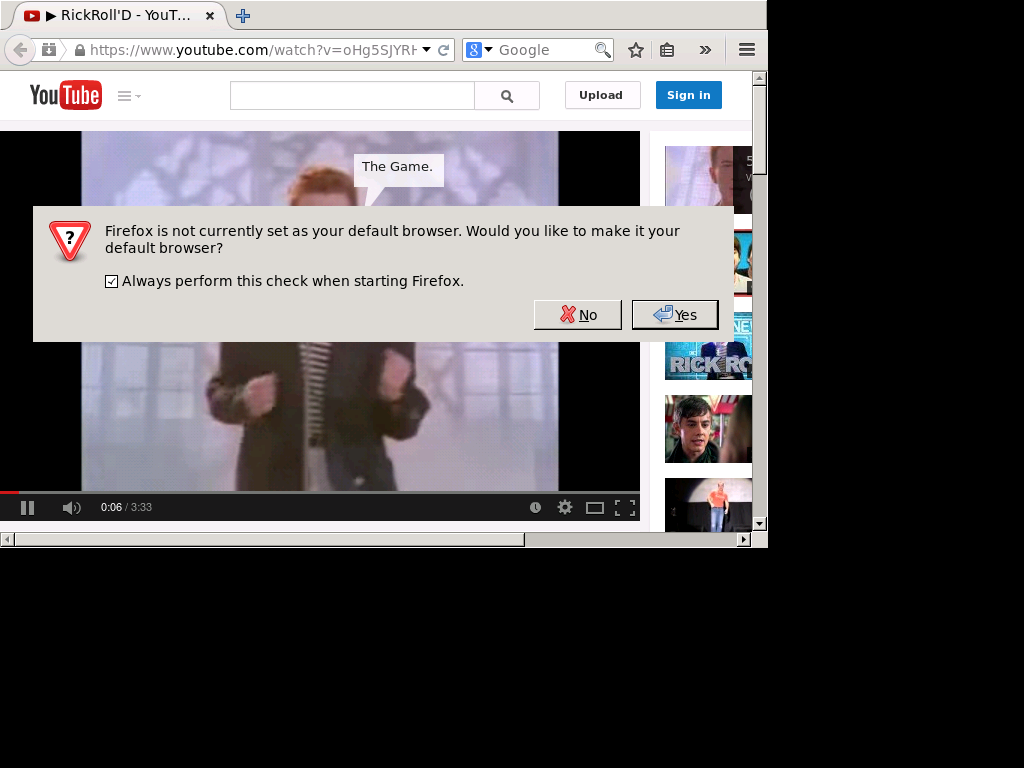 ▶ RickRoll'D - YouT...
https://www.youtube.com/watch?v=oHg5SJYRH
Google
»
YouTube
Upload
Sign in
The Game.
Firefox is not currently set as your default browser. Would you like to make it your
default browser?
Always perform this check when starting Firefox.
No
Yes
RICK RO
0:06 / 3:33